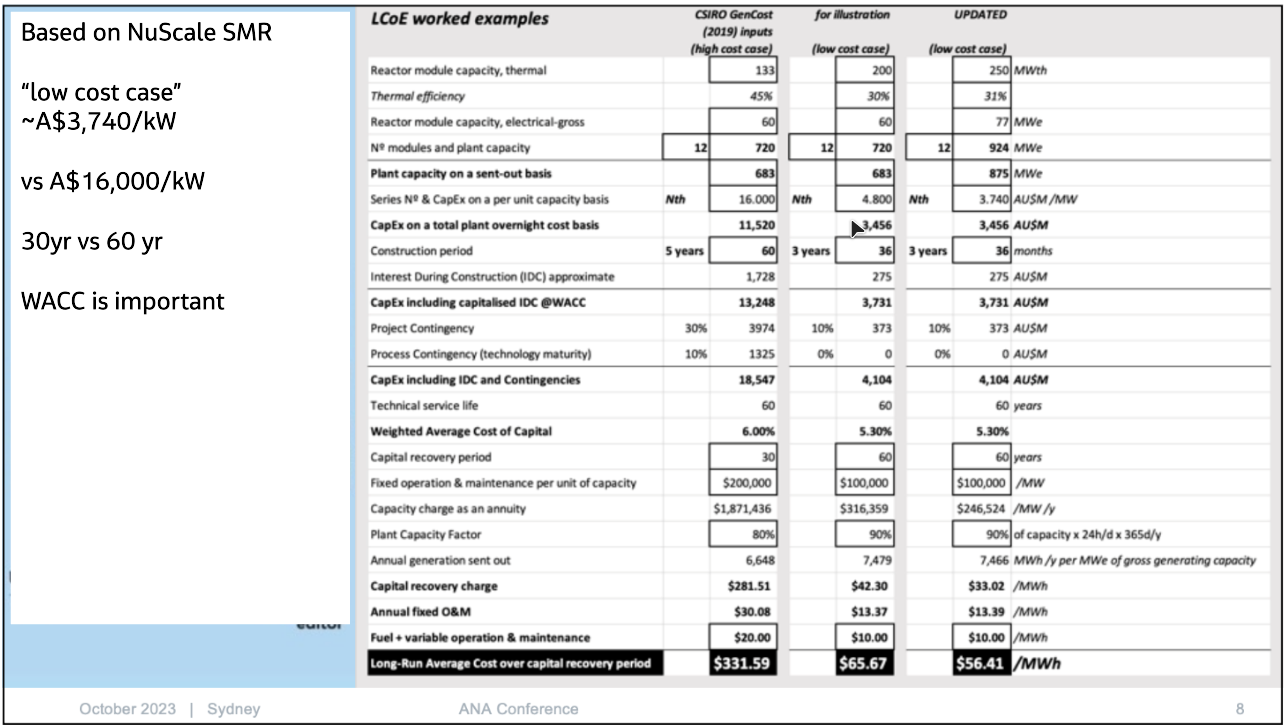 Based on NuScale SMR
“low cost case”
~A$3,740/kW
vs A$16,000/kW
30yr vs 60 yr
WACC is important
editor
LCoE worked examples
CSIRO GenCost (2019) inputs (high cost case)
for illustration (low cost case)
UPDATED (low cost case)
Reactor module capacity, thermal 133 200 250 MWth
Thermal efficiency 45% 30% 31%
Reactor module capacity, electrical-gross 60 60 77 MWe
Nº modules and plant capacity 12 720 12 720 12 924 MWe
Plant capacity on a sent-out basis 683 683 875 MWe
Series Nº & CapEx on a per unit capacity basis Nth 16.000 Nth 4.800 Nth 3.740 AU$M/MW
CapEx on a total plant overnight cost basis 11,520 3,456 3,456 AU$M
Construction period 5 years 60 3 years 36 3 years 36 months
Interest During Construction (IDC) approximate 1,728 275 275 AU$M
CapEx including capitalised IDC @WACC 13,248 3,731 3,731 AU$M
Project Contingency 30% 3974 10% 373 10% 373 AU$M
Process Contingency (technology maturity) 10% 1325 0% 0 0% 0 AU$M
CapEx including IDC and Contingencies 18,547 4,104 4,104 AU$M
Technical service life 60 60 60 years
Weighted Average Cost of Capital 6.00% 5.30% 5.30%
Capital recovery period 30 60 60 years
Fixed operation & maintenance per unit of capacity $200,000 $100,000 $100,000 /MW
Capacity charge as an annuity $1,871,436 $316,359 $246,524 /MW/y
Plant Capacity Factor 80% 90% 90% of capacity x 24h/d x 365d/y
Annual generation sent out 6,648 7,479 7,466 MWh /y per MWe of gross generating capacity
Capital recovery charge $281.51 $42.30 $33.02 /MWh
Annual fixed O&M $30.08 $13.37 $13.39 /MWh
Fuel + variable operation & maintenance $20.00 $10.00 $10.00 /MWh
Long-Run Average Cost over capital recovery period $331.59 $65.67 $56.41 /MWh
October 2023 | Sydney ANA Conference 8